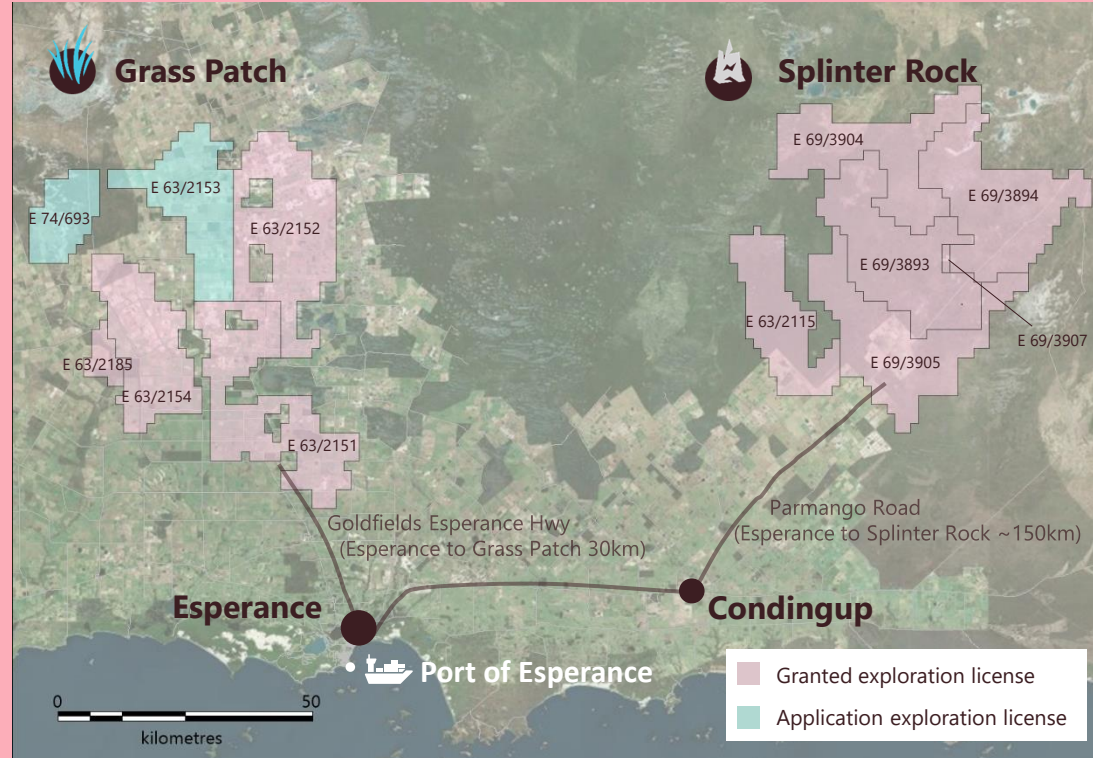 Grass Patch
Splinter Rock
E 69/3904
E 63/2153
E 74/693
E 69/3894
E 63/2152
E 69/3893
E 63/2115
E 69/3907
E 63/2185
E 69/3905
E 63/2154
E 63/2151
Goldfields Esperance Hwy
(Esperance to Grass Patch 30km)
Parmango Road
(Esperance to Splinter Rock ~150km)
Esperance
Condingup
Port of Esperance
Granted exploration license
Application exploration license
0 50
kilometres